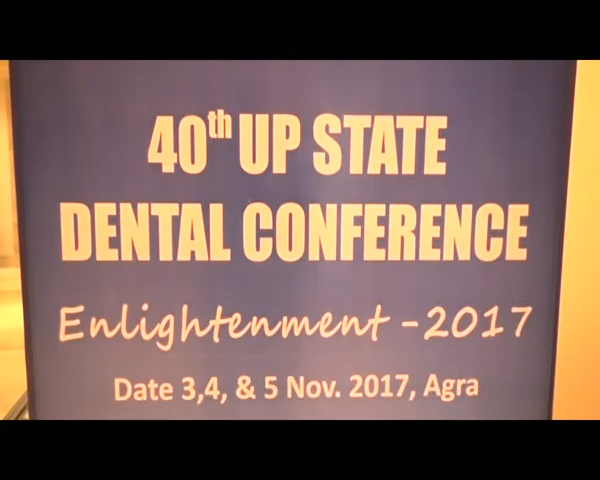 40th UP STATE
DENTAL CONFERENCE
Enlightenment - 2017
Date 3,4, & 5 Nov. 2017, Agra